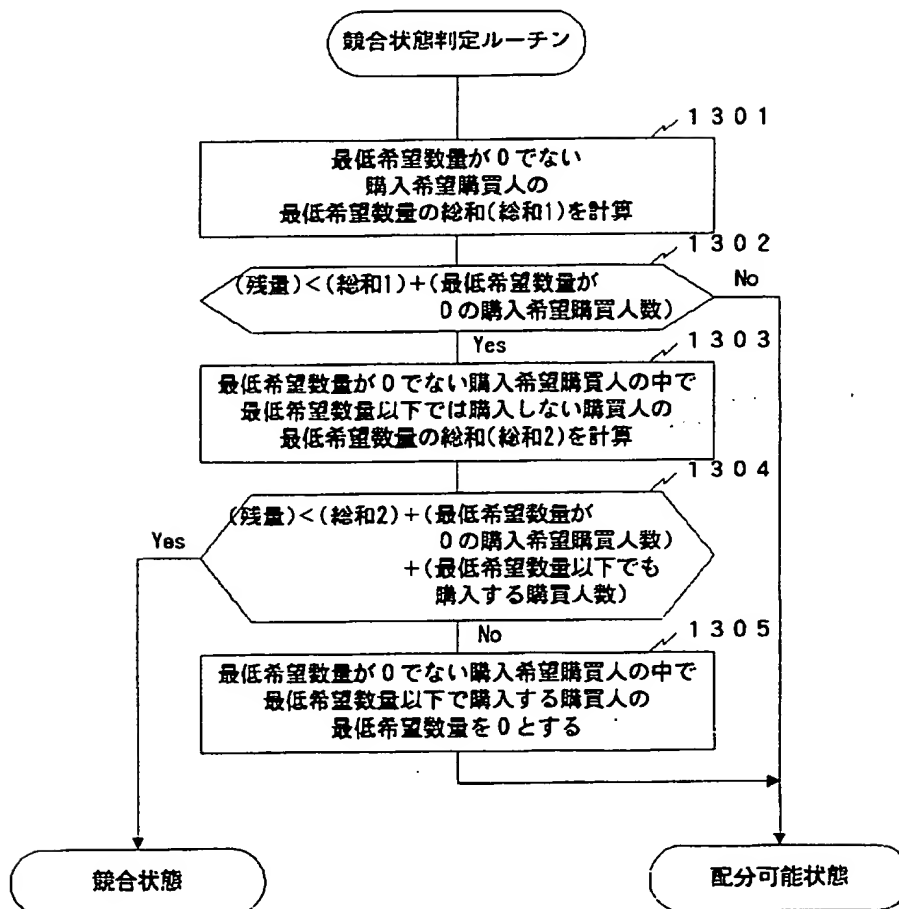 競合状態判定ルーチン
1301
最低希望数量が0でない
購入希望購買人の
最低希望数量の総和(総和1)を計算
1302
(残量)<(総和1)+(最低希望数量が
0の購入希望購買人数)
No
Yes
1303
最低希望数量が0でない購入希望購買人の中で
最低希望数量以下では購入しない購買人の
最低希望数量の総和(総和2)を計算
1304
(残量)<(総和2)+(最低希望数量が
0の購入希望購買人数)
+(最低希望数量以下でも
購入する購買人数)
Yes
No
1305
最低希望数量が0でない購入希望購買人の中で
最低希望数量以下で購入する購買人の
最低希望数量を0とする
競合状態
配分可能状態